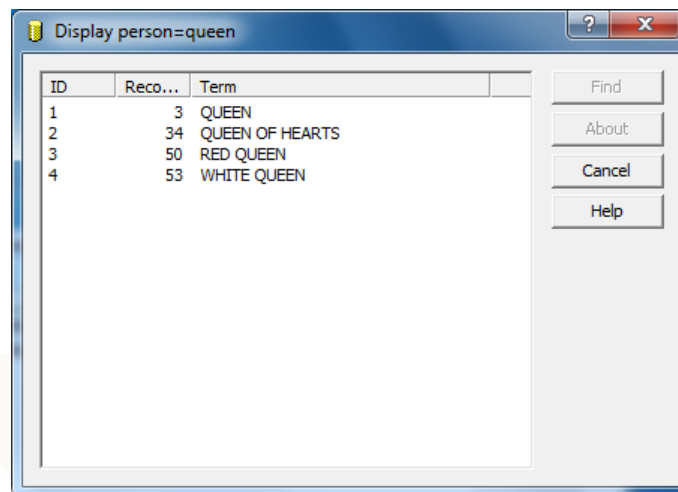 Display person=queen
ID Reco... Term
1 3 QUEEN
2 34 QUEEN OF HEARTS
3 50 RED QUEEN
4 53 WHITE QUEEN
Find
About
Cancel
Help